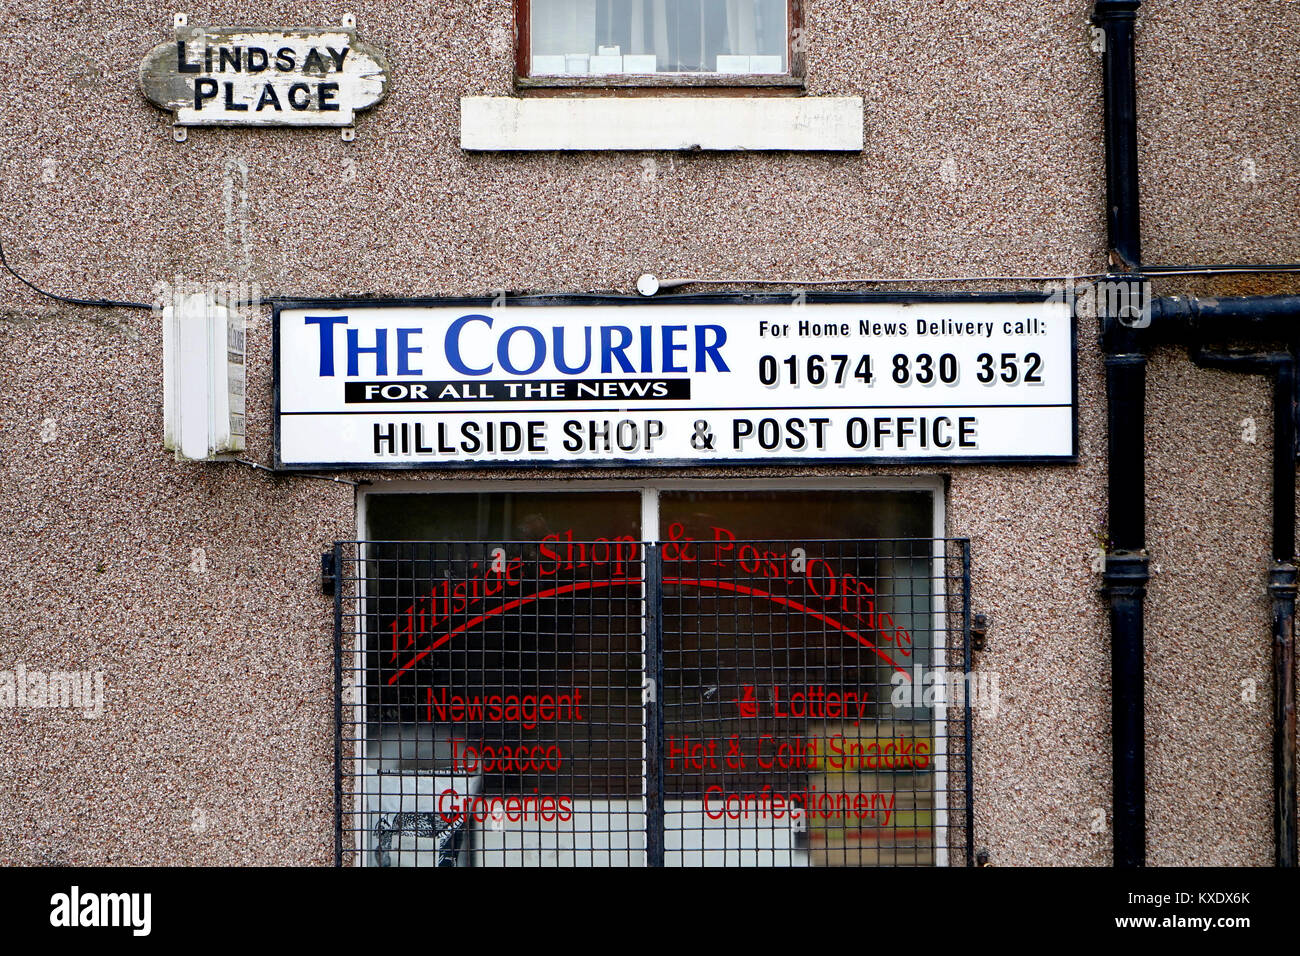 LINDSAY
PLACE
THE COURIER
FOR ALL THE NEWS
For Home News Delivery call:
01674 830 352
HILLSIDE SHOP & POST OFFICE
Hillside Shop & Post Office
Newsagent
Tobacco
Groceries
Lottery
Hot & Cold Snacks
Confectionery
alamy
alamy
Image ID: KXDX6K
www.alamy.com